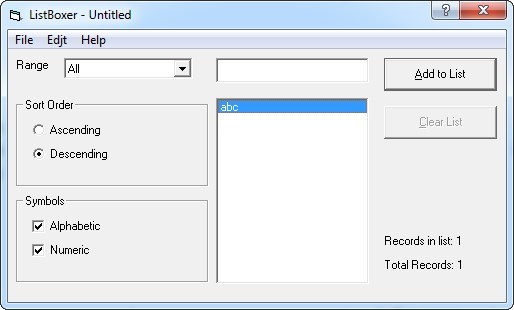 ListBoxer - Untitled
File Edjt Help
Range All Add to List
abc
Sort Order
Ascending
Descending
Clear List
Symbols
Alphabetic
Numeric
Records in list: 1
Total Records: 1